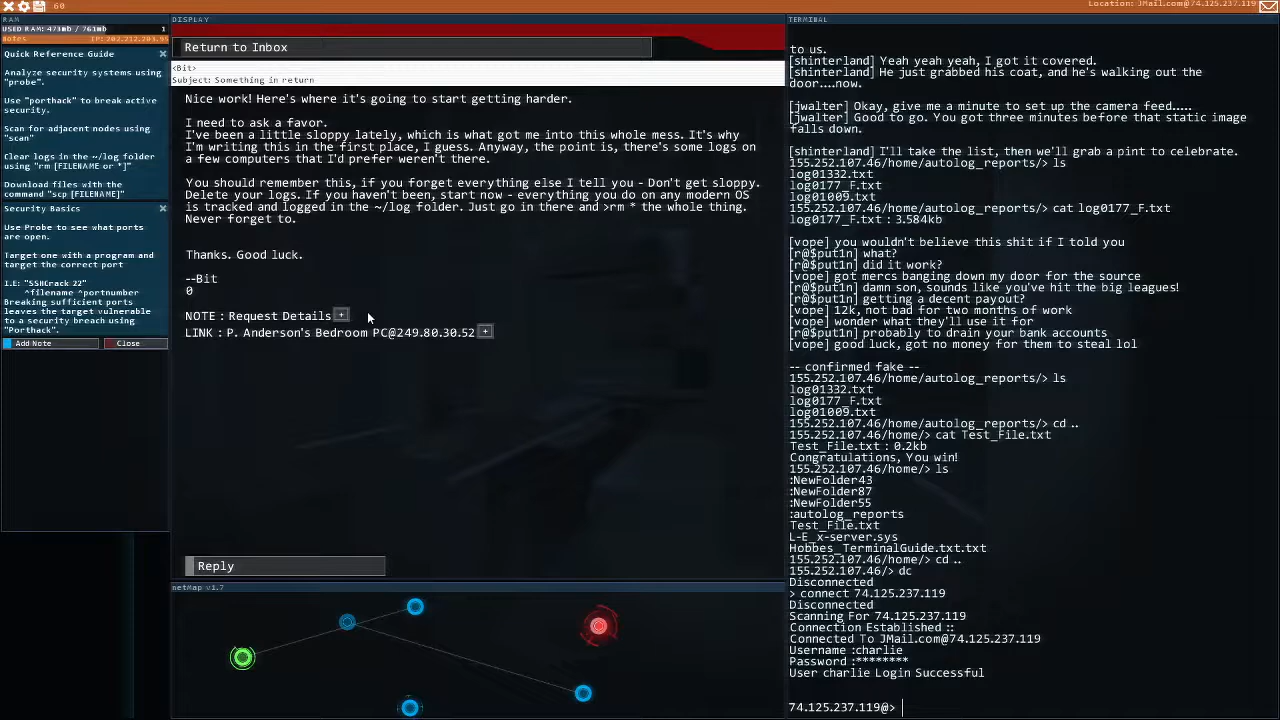 60
Location: JMail.com@74.125.237.119
RAM
USED RAM: 473mb / 761mb
1
notes
IP: 202.212.203.95
Quick Reference Guide
Analyze security systems using
"probe".
Use "porthack" to break active
security.
Scan for adjacent nodes using
"scan"
Clear logs in the ~/log folder
using "rm [FILENAME or *]"
Download files with the
command "scp [FILENAME]"
Security Basics
Use Probe to see what ports
are open.
Target one with a program and
target the correct port
I.E: "SSHCrack 22"
^filename ^portnumber
Breaking sufficient ports
leaves the target vulnerable
to a security breach using
"Porthack".
Add Note
Close
DISPLAY
Return to Inbox
<Bit>
Subject: Something in return
Nice work! Here's where it's going to start getting harder.
I need to ask a favor.
I've been a little sloppy lately, which is what got me into this whole mess. It's why
I'm writing this in the first place, I guess. Anyway, the point is, there's some logs on
a few computers that I'd prefer weren't there.
You should remember this, if you forget everything else I tell you - Don't get sloppy.
Delete your logs. If you haven't been, start now - everything you do on any modern OS
is tracked and logged in the ~/log folder. Just go in there and >rm * the whole thing.
Never forget to.
Thanks. Good luck.
--Bit
0
NOTE : Request Details +
LINK : P. Anderson's Bedroom PC@249.80.30.52 +
Reply
netMap v1.7
TERMINAL
to us.
[shinterland] Yeah yeah yeah, I got it covered.
[shinterland] He just grabbed his coat, and he's walking out the
door....now.
[jwalter] Okay, give me a minute to set up the camera feed.....
[jwalter] Good to go. You got three minutes before that static image
falls down.
[shinterland] I'll take the list, then we'll grab a pint to celebrate.
155.252.107.46/home/autolog_reports/> ls
log01332.txt
log0177_F.txt
log01009.txt
155.252.107.46/home/autolog_reports/> cat log0177_F.txt
log0177_F.txt : 3.584kb
[vope] you wouldn't believe this shit if I told you
[r@$put1n] what?
[r@$put1n] did it work?
[vope] got mercs banging down my door for the source
[r@$put1n] damn son, sounds like you've hit the big leagues!
[r@$put1n] getting a decent payout?
[vope] 12k, not bad for two months of work
[vope] wonder what they'll use it for
[r@$put1n] probably to drain your bank accounts
[vope] good luck, got no money for them to steal lol
-- confirmed fake --
155.252.107.46/home/autolog_reports/> ls
log01332.txt
log0177_F.txt
log01009.txt
155.252.107.46/home/autolog_reports/> cd ..
155.252.107.46/home/> cat Test_File.txt
Test_File.txt : 0.2kb
Congratulations, You win!
155.252.107.46/home/> ls
:NewFolder43
:NewFolder87
:NewFolder55
:autolog_reports
Test_File.txt
L-E_x-server.sys
Hobbes_TerminalGuide.txt.txt
155.252.107.46/home/> cd ..
155.252.107.46/> dc
Disconnected
> connect 74.125.237.119
Disconnected
Scanning For 74.125.237.119
Connection Established ::
Connected To JMail.com@74.125.237.119
Username :charlie
Password :********
User charlie Login Successful
74.125.237.119@>